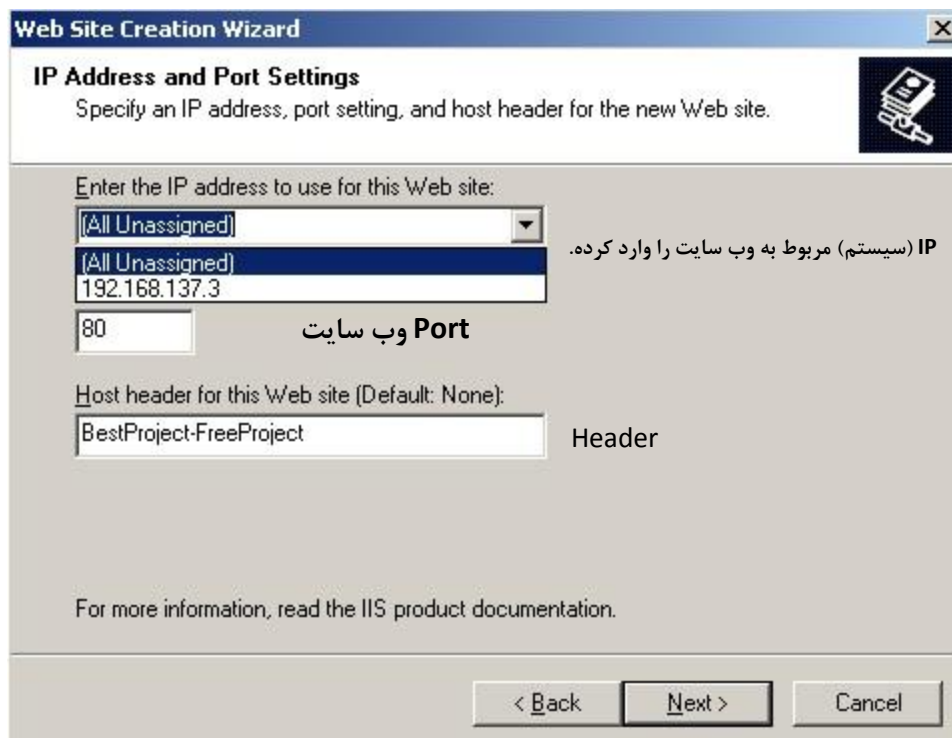 Web Site Creation Wizard
IP Address and Port Settings
Specify an IP address, port setting, and host header for the new Web site.
Enter the IP address to use for this Web site:
(All Unassigned)
(All Unassigned)
192.168.137.3
IP (سیستم) مربوط به وب سایت را وارد کرده.
80
Port وب سایت
Host header for this Web site (Default: None):
BestProject-FreeProject
Header
For more information, read the IIS product documentation.
< Back Next > Cancel